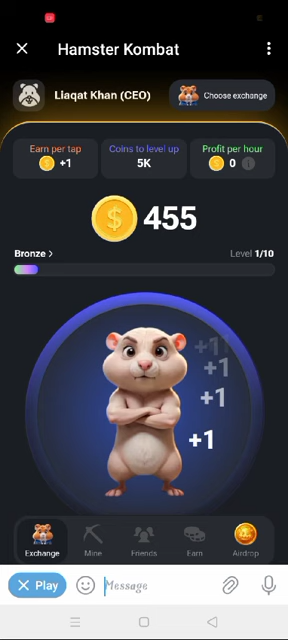 Hamster Kombat
Liaqat Khan (CEO)
Choose exchange
Earn per tap
+1
Coins to level up
5K
Profit per hour
0
455
Bronze >
Level 1/10
+1
+1
+1
+1
Exchange
Mine
Friends
Earn
Airdrop
Play
Message